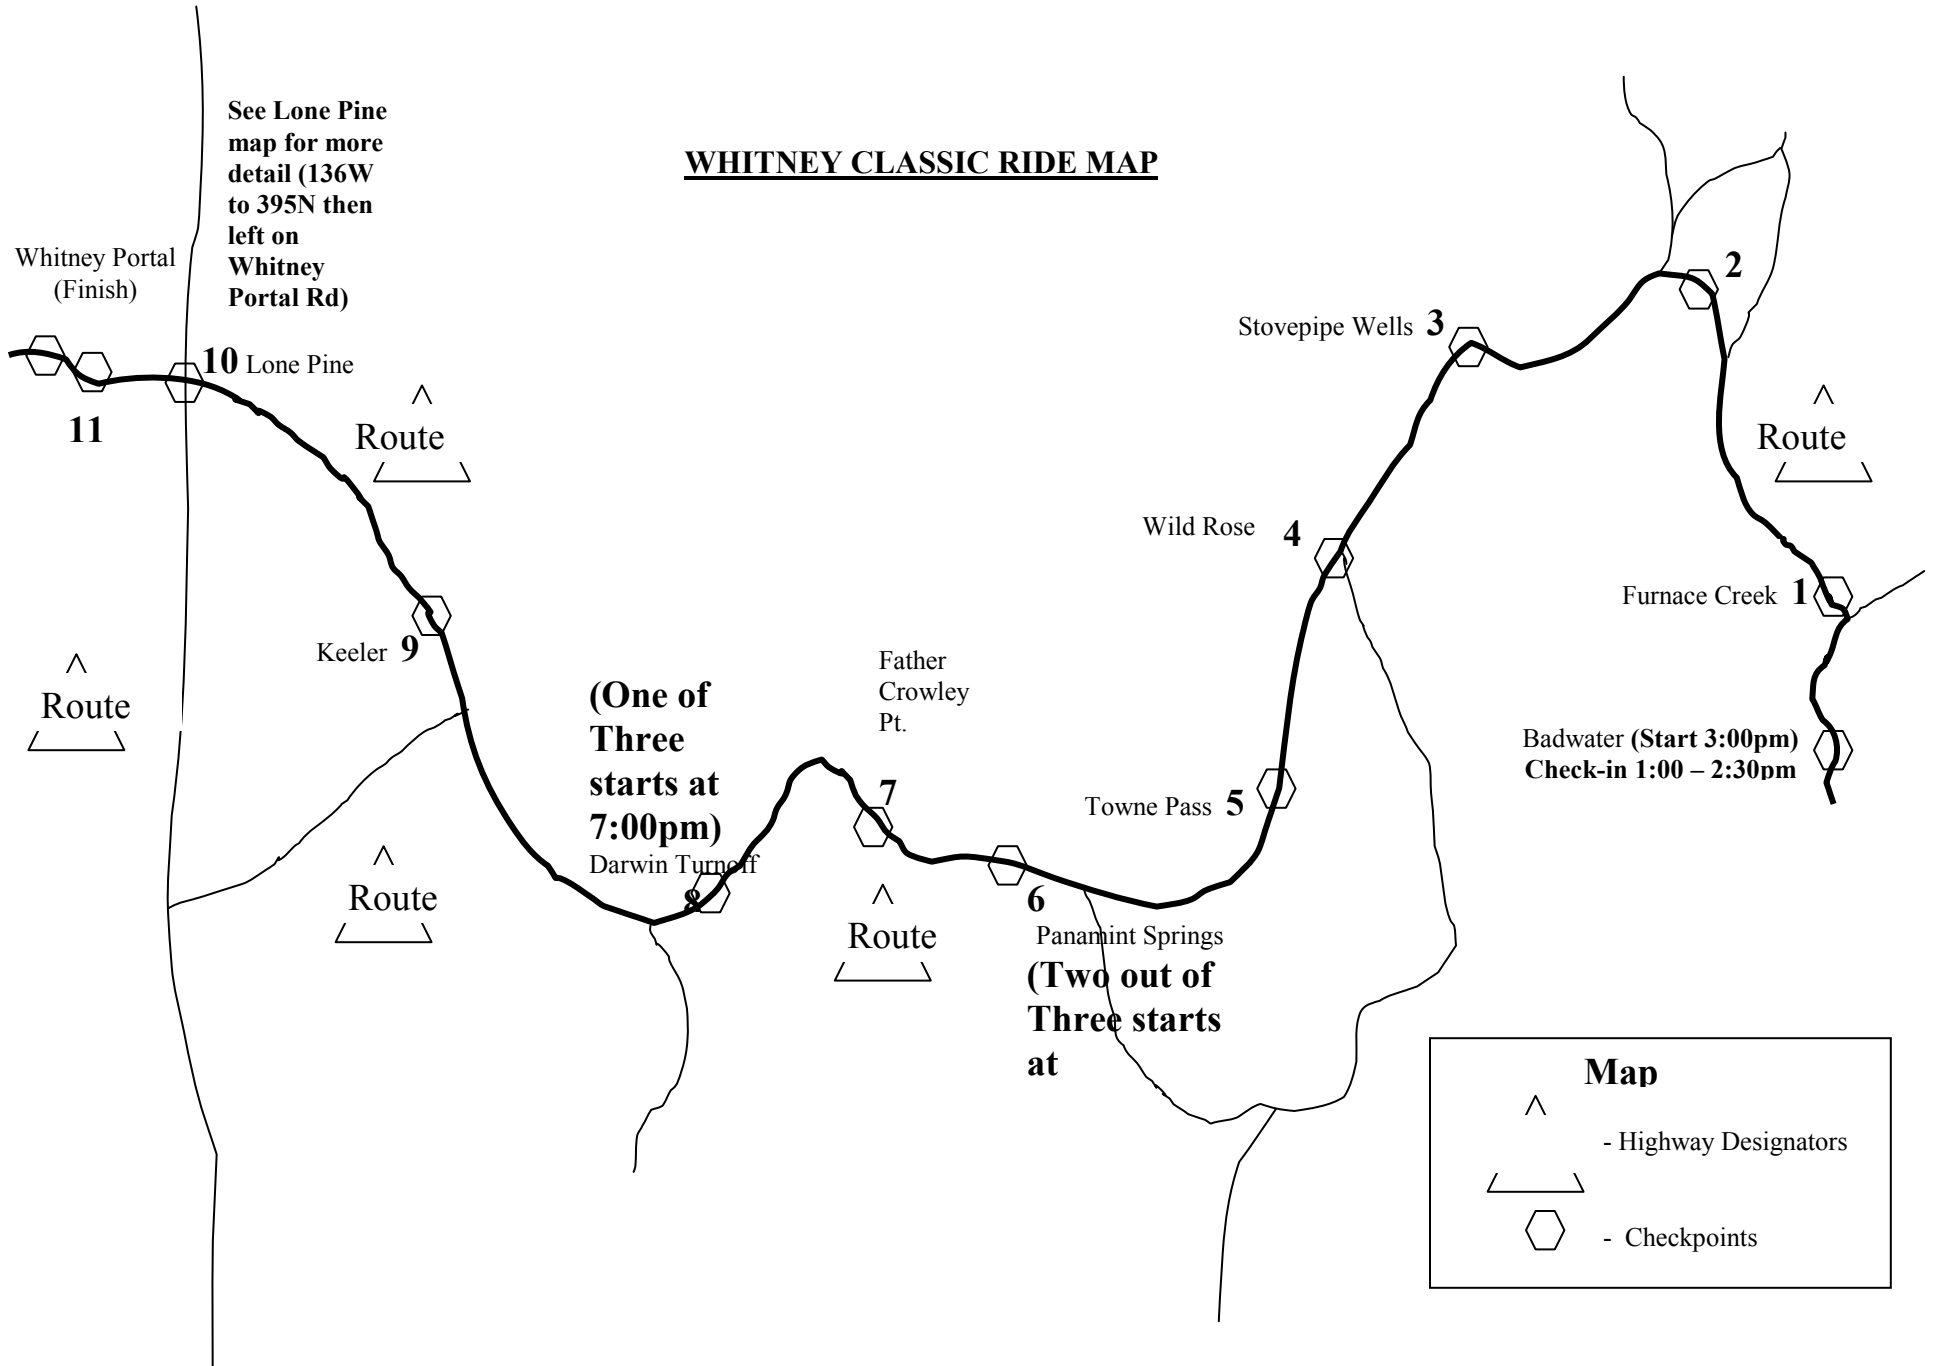 See Lone Pine
map for more
detail (136W
to 395N then
left on
Whitney
Portal Rd)
WHITNEY CLASSIC RIDE MAP
Whitney Portal
(Finish)
2
Stovepipe Wells 3
10 Lone Pine
11
Route
Route
Wild Rose 4
Furnace Creek 1
Keeler 9
Route
(One of
Three
starts at
7:00pm)
Darwin Turnoff
8
Father
Crowley
Pt.
7
Badwater (Start 3:00pm)
Check-in 1:00 – 2:30pm
Towne Pass 5
Route
Route
6
Panamint Springs
(Two out of
Three starts
at
Map
- Highway Designators
- Checkpoints